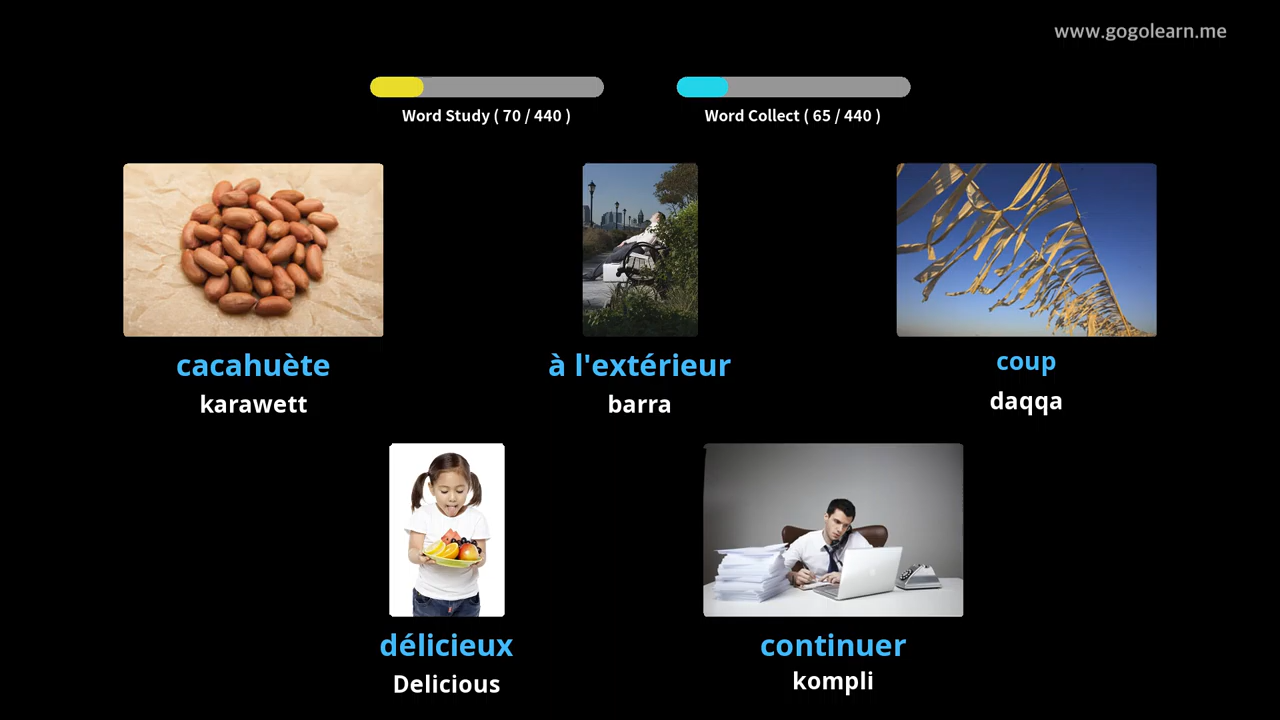 www.gogolearn.me
Word Study ( 70 / 440 )
Word Collect ( 65 / 440 )
cacahuète
karawett
à l'extérieur
barra
coup
daqqa
délicieux
Delicious
continuer
kompli